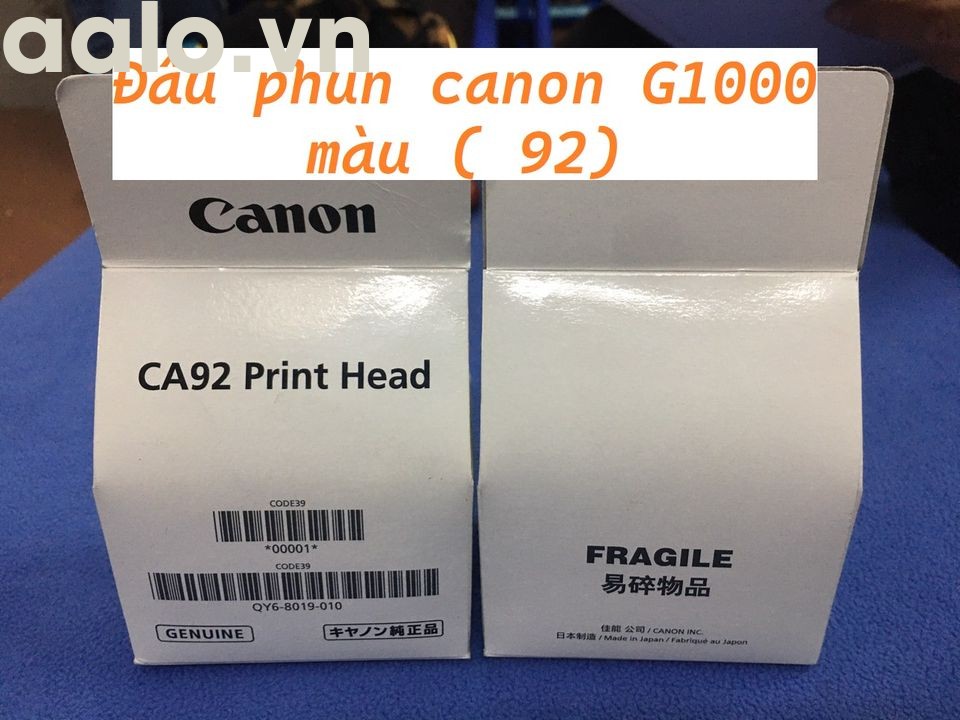 aalo.vn
Đầu phun canon G1000
màu ( 92)
Canon
CA92 Print Head
CODE39
*00001*
CODE39
QY6-8019-010
GENUINE
キヤノン純正品
FRAGILE
易碎物品
佳能 公司 / CANON INC.
日本制造 / Made in Japan / Fabriqué au Japon